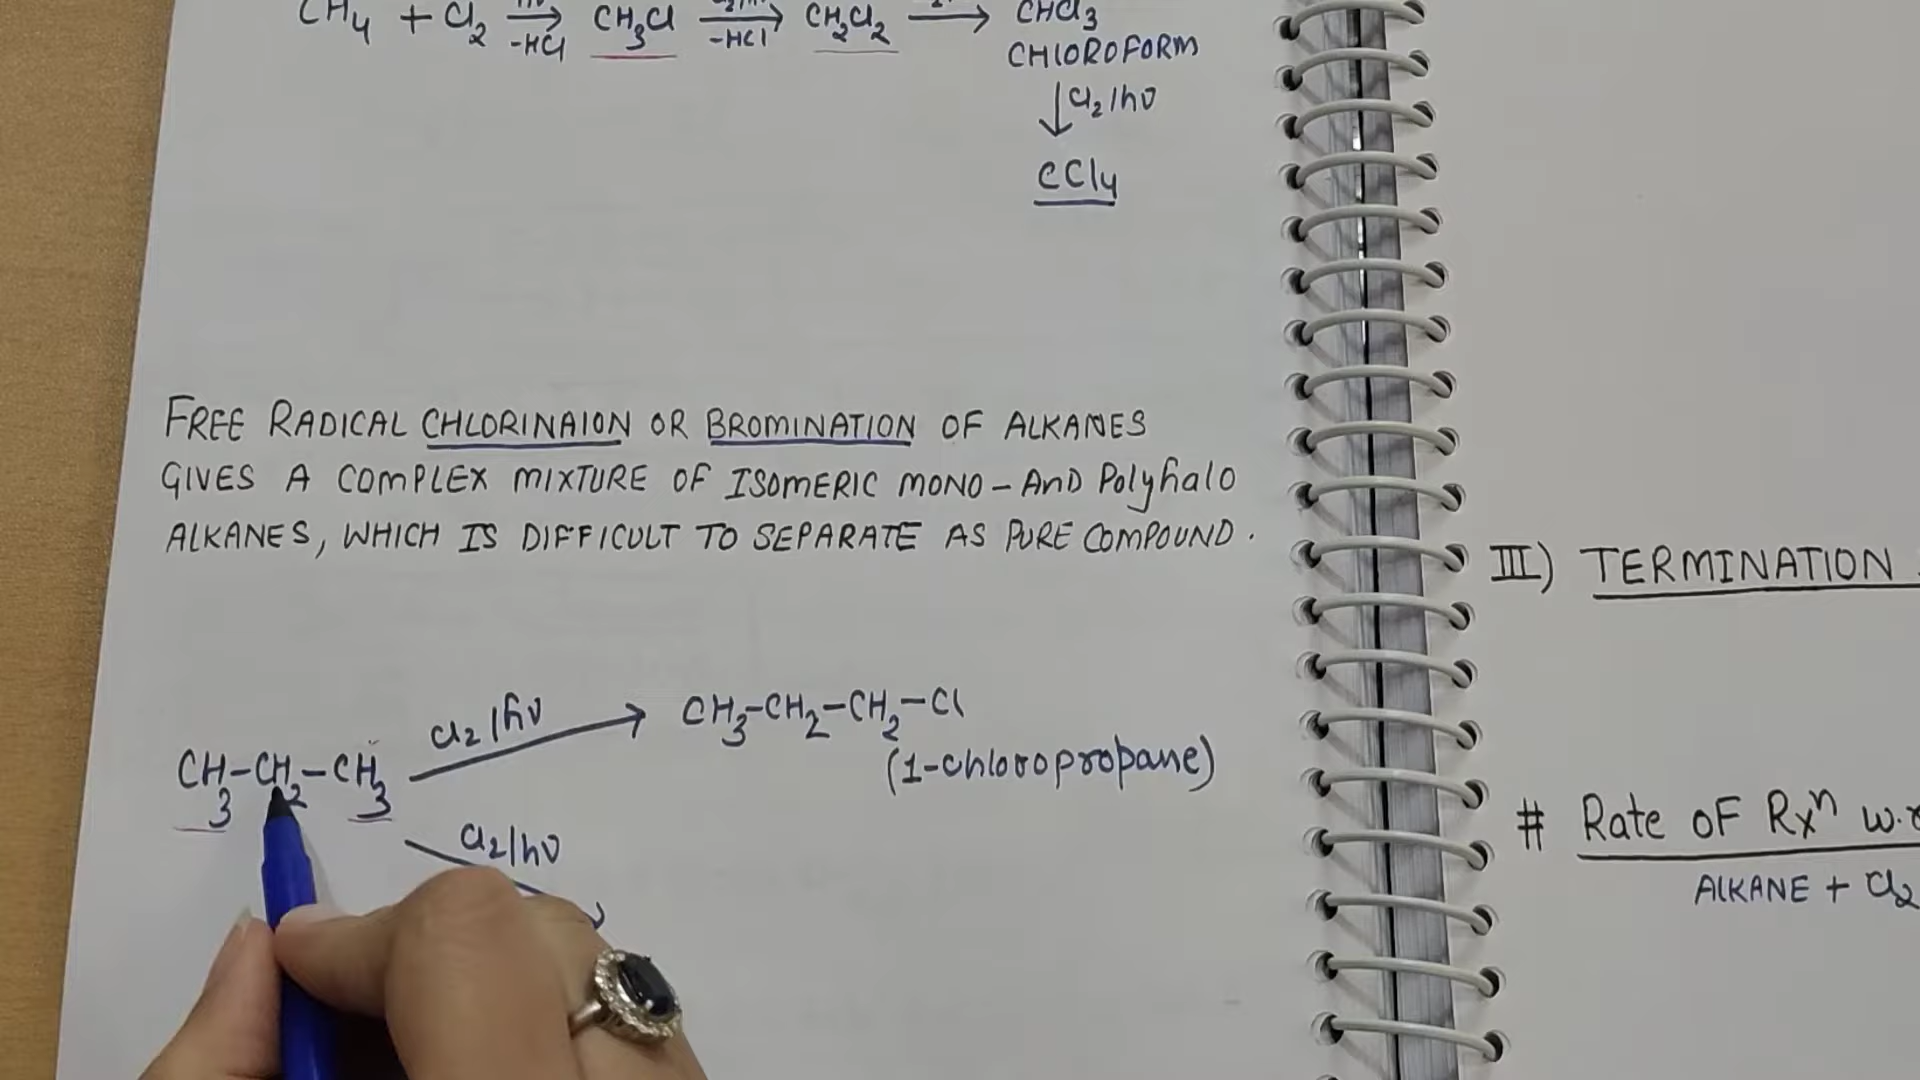 CH4 + Cl2 → -HCl CH3Cl → -HCl CH2Cl2 → CHCl3
CHLOROFORM
↓ Cl2/hν
CCl4
FREE RADICAL CHLORINAION OR BROMINATION OF ALKANES
GIVES A COMPLEX MIXTURE OF ISOMERIC MONO- AND Polyhalo
ALKANES, WHICH IS DIFFICULT TO SEPARATE AS PURE COMPOUND.
Cl2/hν → CH3-CH2-CH2-Cl
(1-chloropropane)
CH3-CH2-CH3
Cl2/hν
III) TERMINATION
# Rate OF Rxn w.r
ALKANE + Cl2